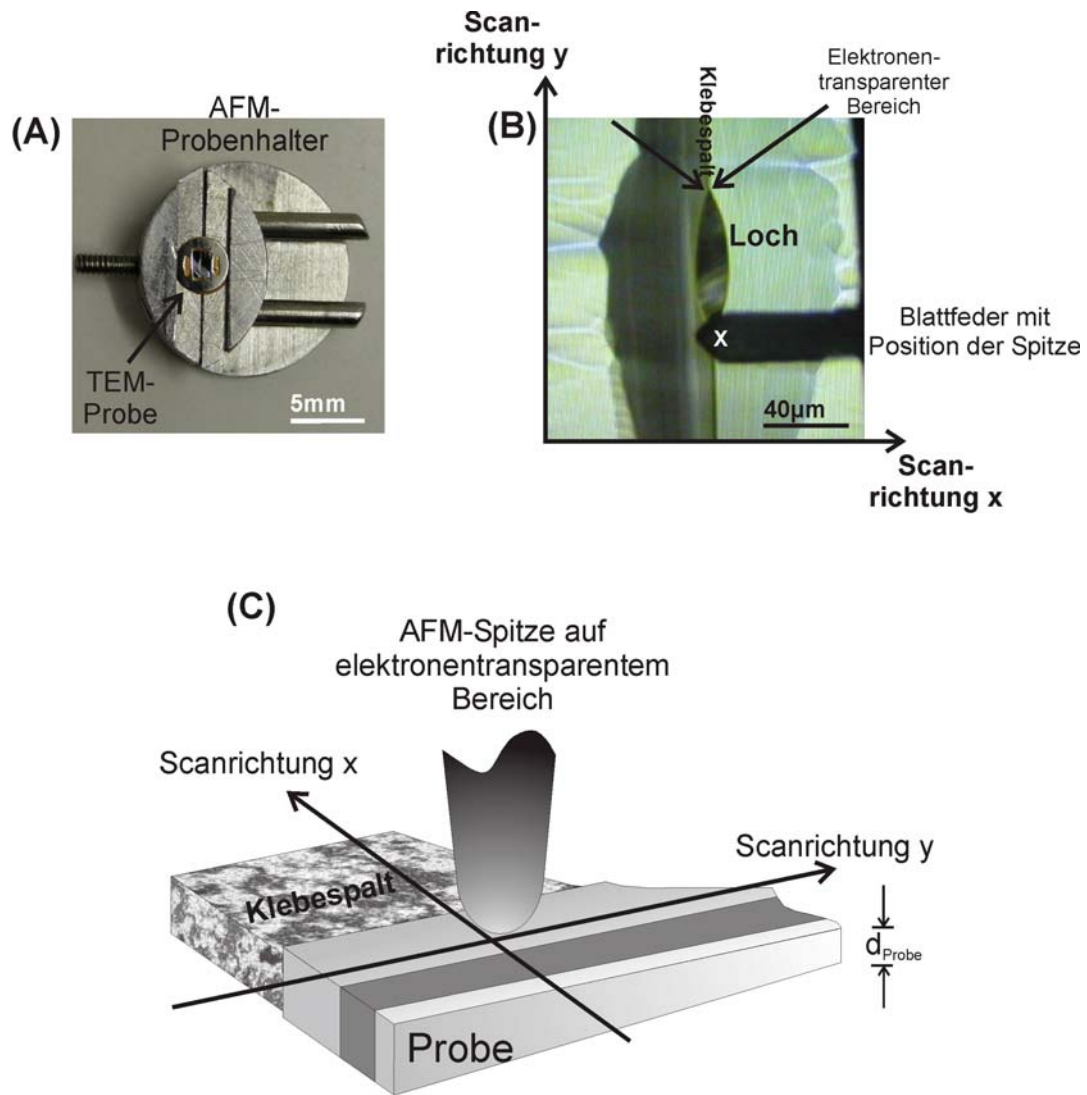 (A)
AFM-
Probenhalter
TEM-
Probe
5mm
(B)
Scan-
richtung y
Klebespalt
Elektronen-
transparenter
Bereich
Loch
X
Blattfeder mit
Position der Spitze
40µm
Scan-
richtung x
(C)
AFM-Spitze auf
elektronentransparentem
Bereich
Scanrichtung x
Scanrichtung y
Klebespalt
dProbe
Probe